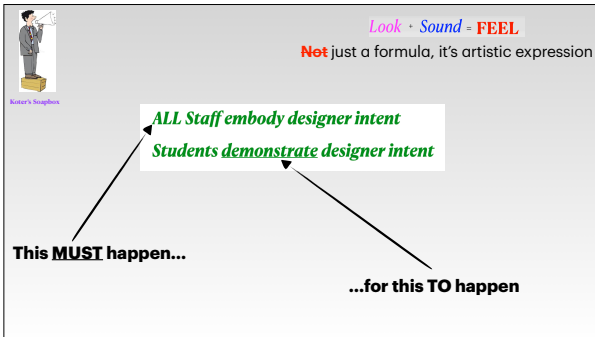 Look + Sound = FEEL
Not just a formula, it's artistic expression
Koter's Soapbox
ALL Staff embody designer intent
Students demonstrate designer intent
This MUST happen...
...for this TO happen